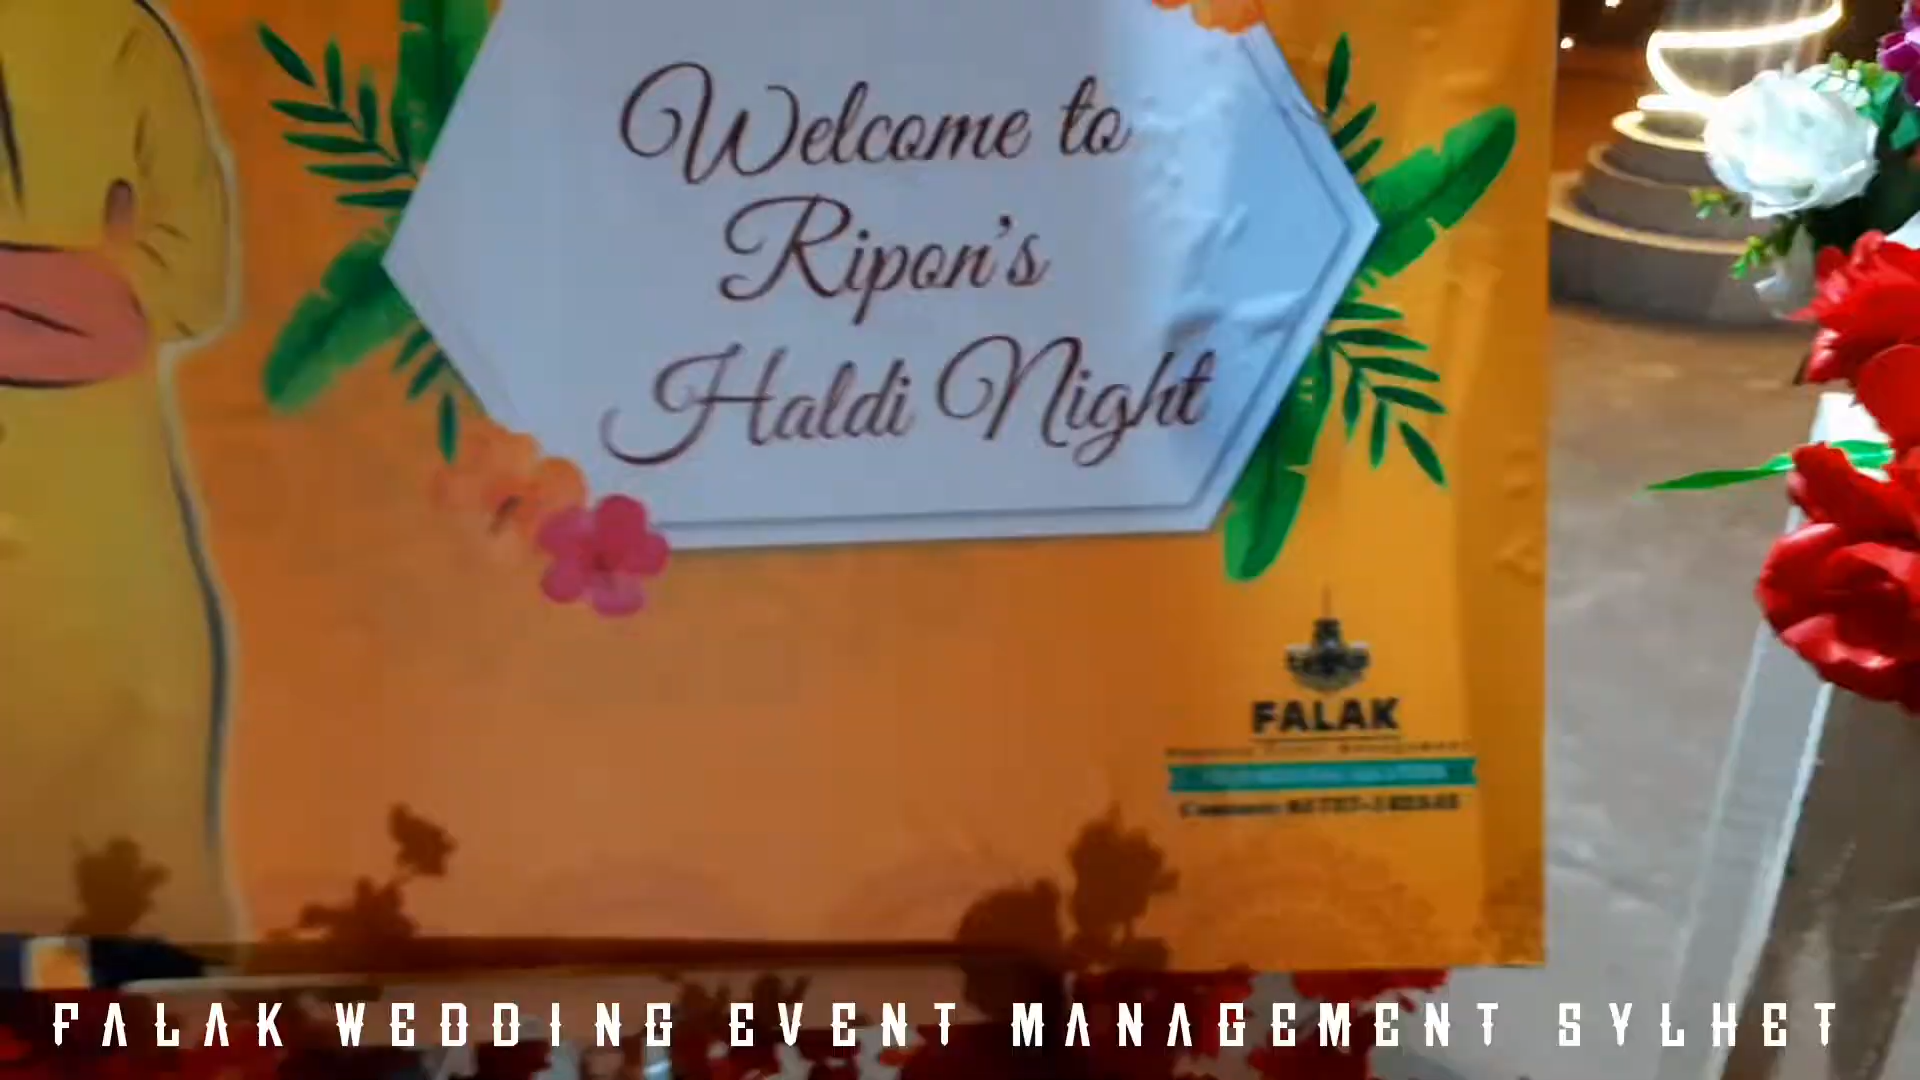 Welcome to
Ripon's
Haldi Night
FALAK
FALAK WEDDING EVENT MANAGEMENT SYLHET